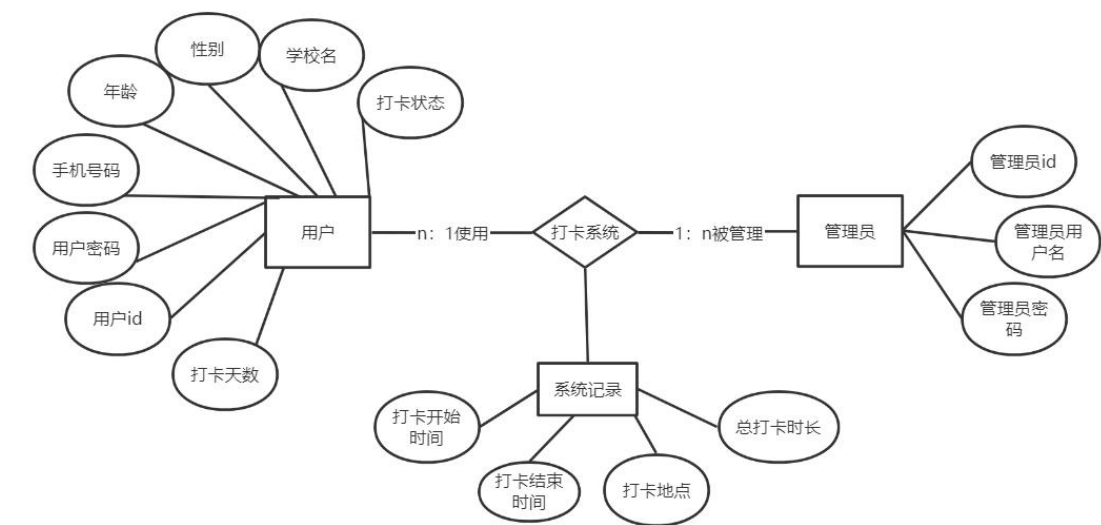 性别
学校名
年龄
打卡状态
手机号码
管理员id
用户
n：1使用
打卡系统
1：n被管理
管理员
用户密码
管理员用
户名
用户id
管理员密
码
打卡天数
系统记录
打卡开始
时间
总打卡时长
打卡结束
时间
打卡地点